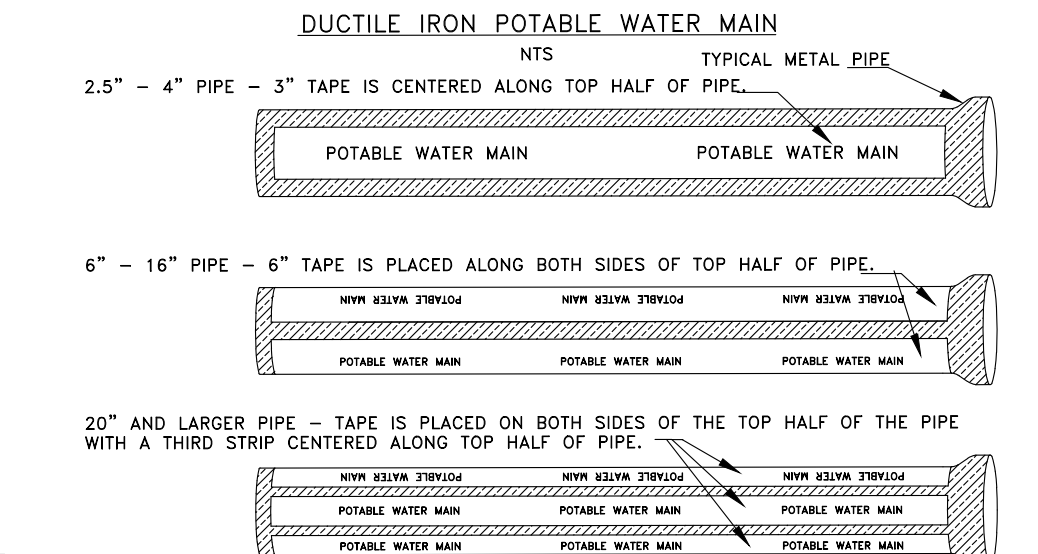 DUCTILE IRON POTABLE WATER MAIN
NTS
TYPICAL METAL PIPE
2.5” – 4” PIPE – 3” TAPE IS CENTERED ALONG TOP HALF OF PIPE.
POTABLE WATER MAIN POTABLE WATER MAIN
6” – 16” PIPE – 6” TAPE IS PLACED ALONG BOTH SIDES OF TOP HALF OF PIPE.
POTABLE WATER MAIN POTABLE WATER MAIN POTABLE WATER MAIN
POTABLE WATER MAIN POTABLE WATER MAIN POTABLE WATER MAIN
20” AND LARGER PIPE – TAPE IS PLACED ON BOTH SIDES OF THE TOP HALF OF THE PIPE
WITH A THIRD STRIP CENTERED ALONG TOP HALF OF PIPE.
POTABLE WATER MAIN POTABLE WATER MAIN POTABLE WATER MAIN
POTABLE WATER MAIN POTABLE WATER MAIN POTABLE WATER MAIN
POTABLE WATER MAIN POTABLE WATER MAIN POTABLE WATER MAIN